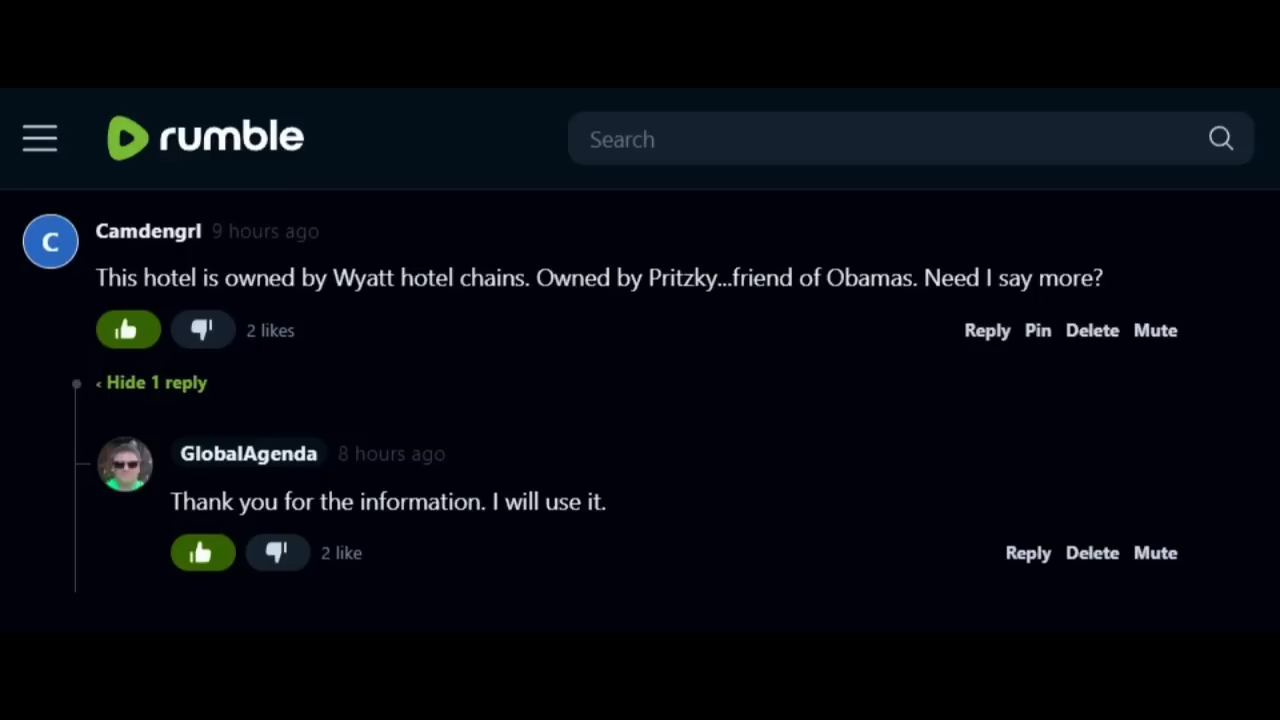 rumble
Search
C
Camdengrl 9 hours ago
This hotel is owned by Wyatt hotel chains. Owned by Pritzky...friend of Obamas. Need I say more?
2 likes Reply Pin Delete Mute
‹ Hide 1 reply
GlobalAgenda 8 hours ago
Thank you for the information. I will use it.
2 like Reply Delete Mute